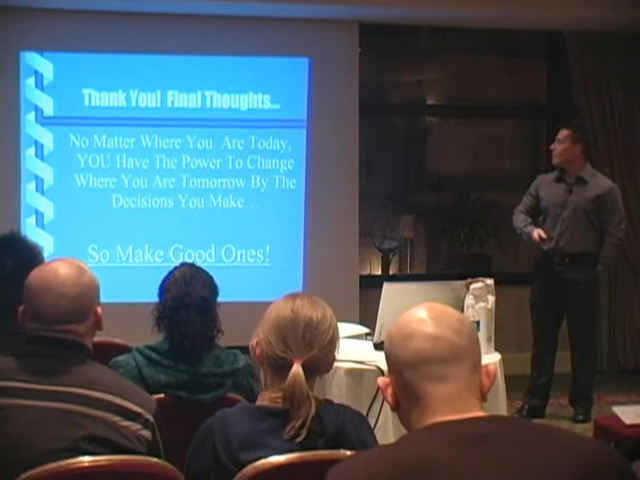 Thank You! Final Thoughts...
No Matter Where You Are Today,
YOU Have The Power To Change
Where You Are Tomorrow By The
Decisions You Make…
So Make Good Ones!